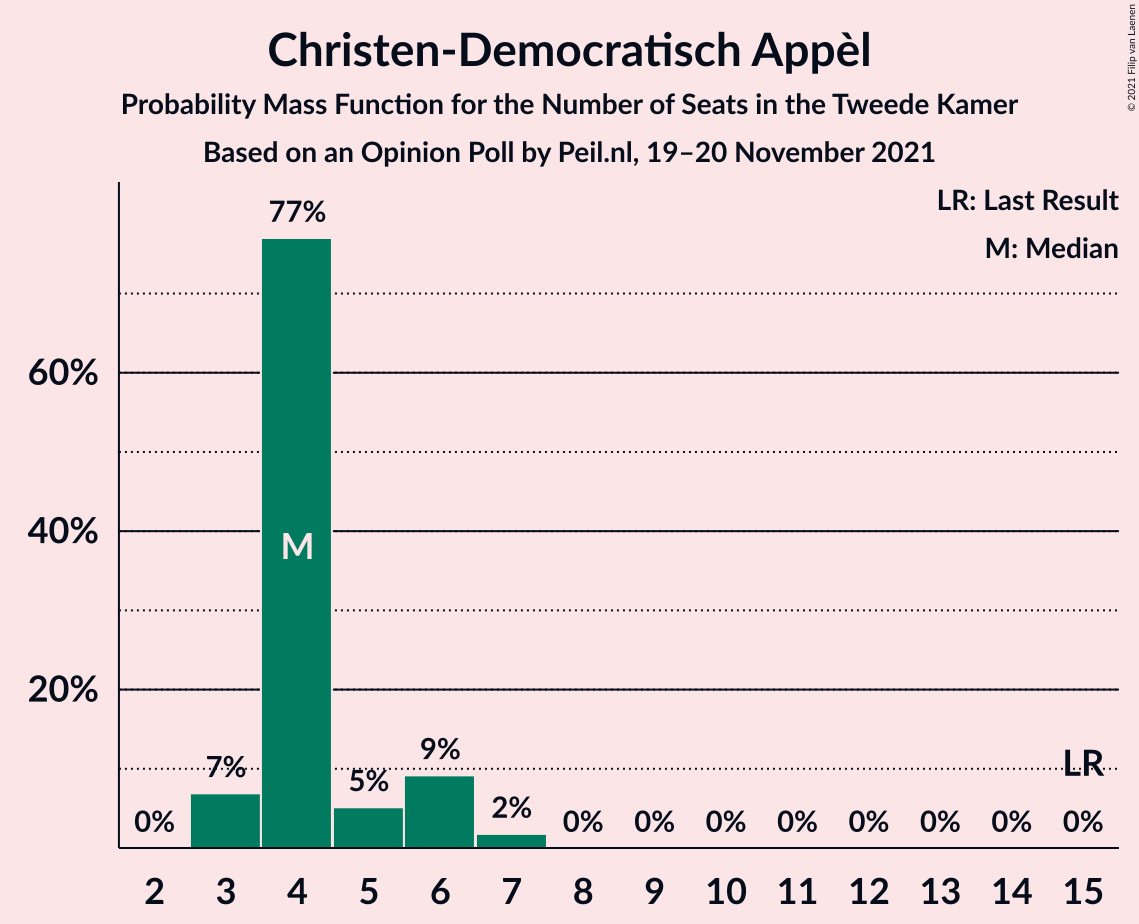 Christen-Democratisch Appèl
Probability Mass Function for the Number of Seats in the Tweede Kamer
Based on an Opinion Poll by Peil.nl, 19–20 November 2021
© 2021 Filip van Laenen
LR: Last Result
M: Median
77%
60%
40%
20%
M
0%
7%
5%
9%
2%
0%
0%
0%
0%
0%
0%
0%
0%
LR
2 3 4 5 6 7 8 9 10 11 12 13 14 15